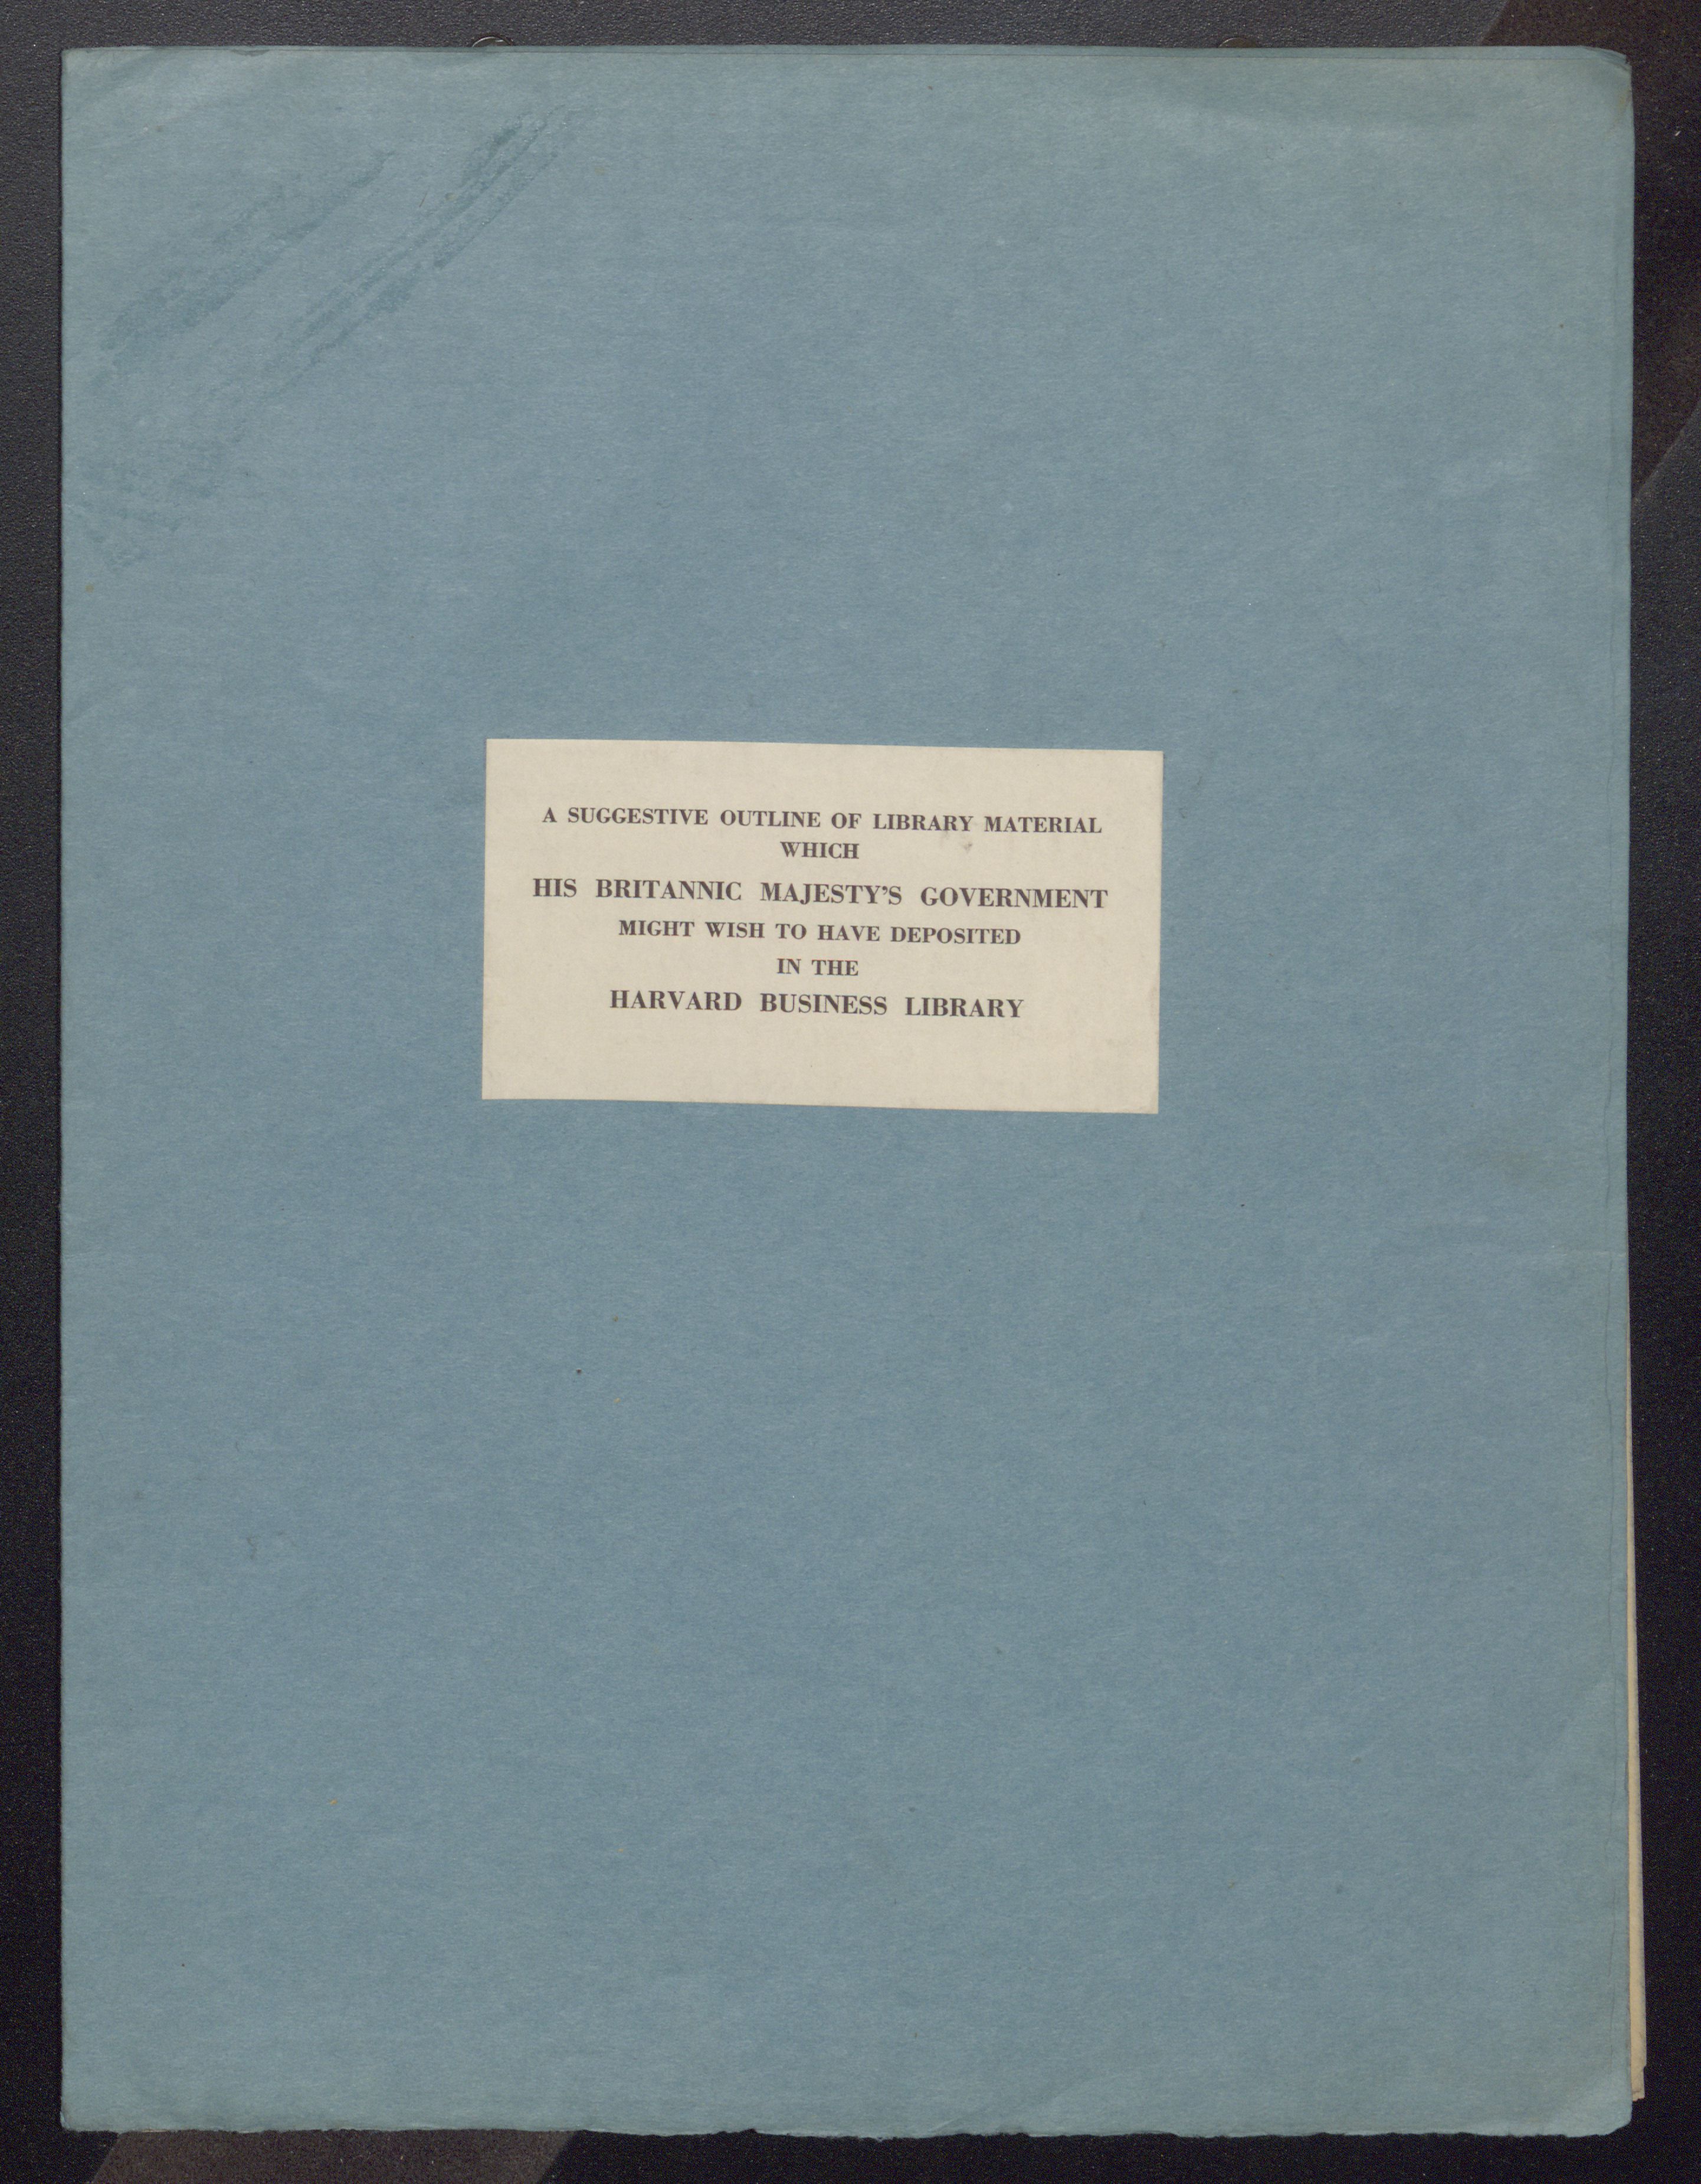 A SUGGESTIVE OUTLINE OF LIBRARY MATERIAL
WHICH
HIS BRITANNIC MAJESTY'S GOVERNMENT
MIGHT WISH TO HAVE DEPOSITED
IN THE
HARVARD BUSINESS LIBRARY